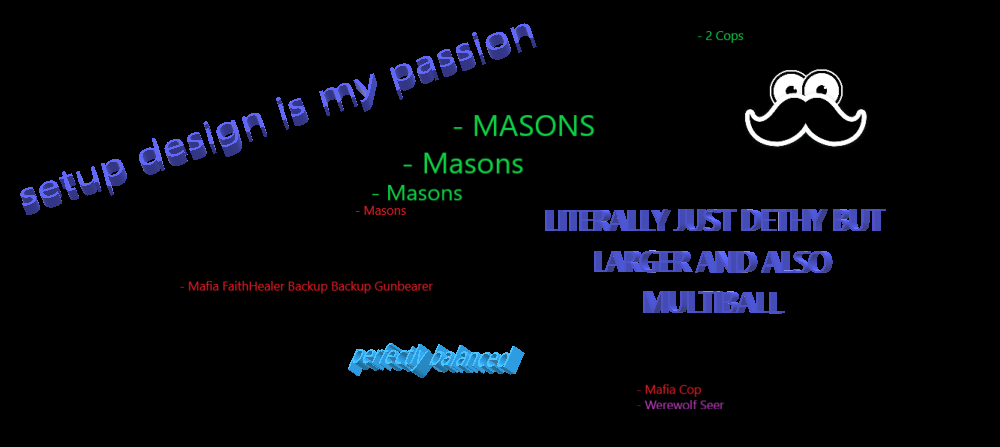 setup design is my passion
- 2 Cops
- MASONS
- Masons
- Masons
- Masons
LITERALLY JUST DETHY BUT
LARGER AND ALSO
MULTIBALL
- Mafia FaithHealer Backup Backup Gunbearer
perfectly balanced
- Mafia Cop
- Werewolf Seer